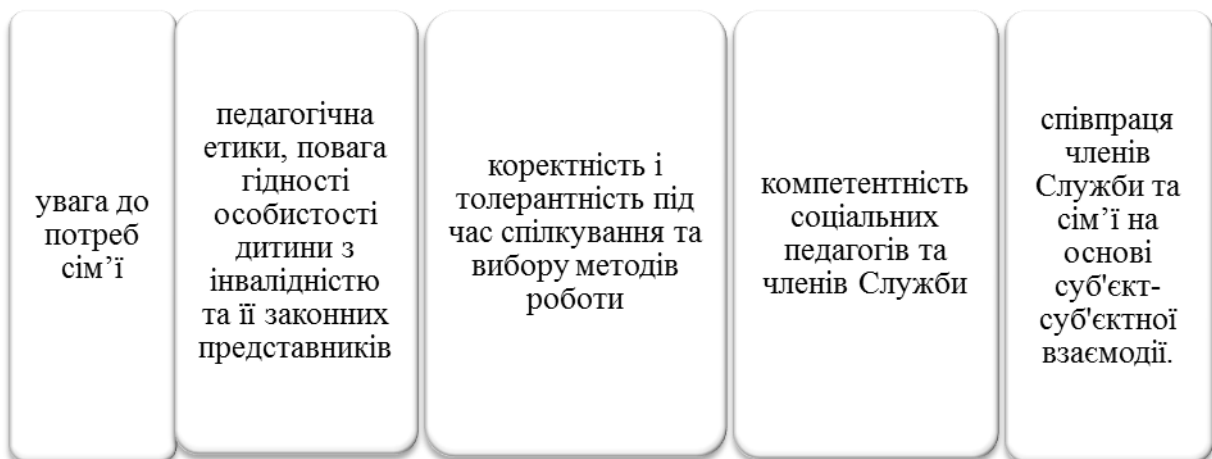 увага до
потреб
сім’ї
педагогічна
етики, повага
гідності
особистості
дитини з
інвалідністю
та її законних
представників
коректність і
толерантність під
час спілкування та
вибору методів
роботи
компетентність
соціальних
педагогів та
членів Служби
співпраця
членів
Служби та
сім’ї на
основі
суб'єкт-
суб'єктної
взаємодії.